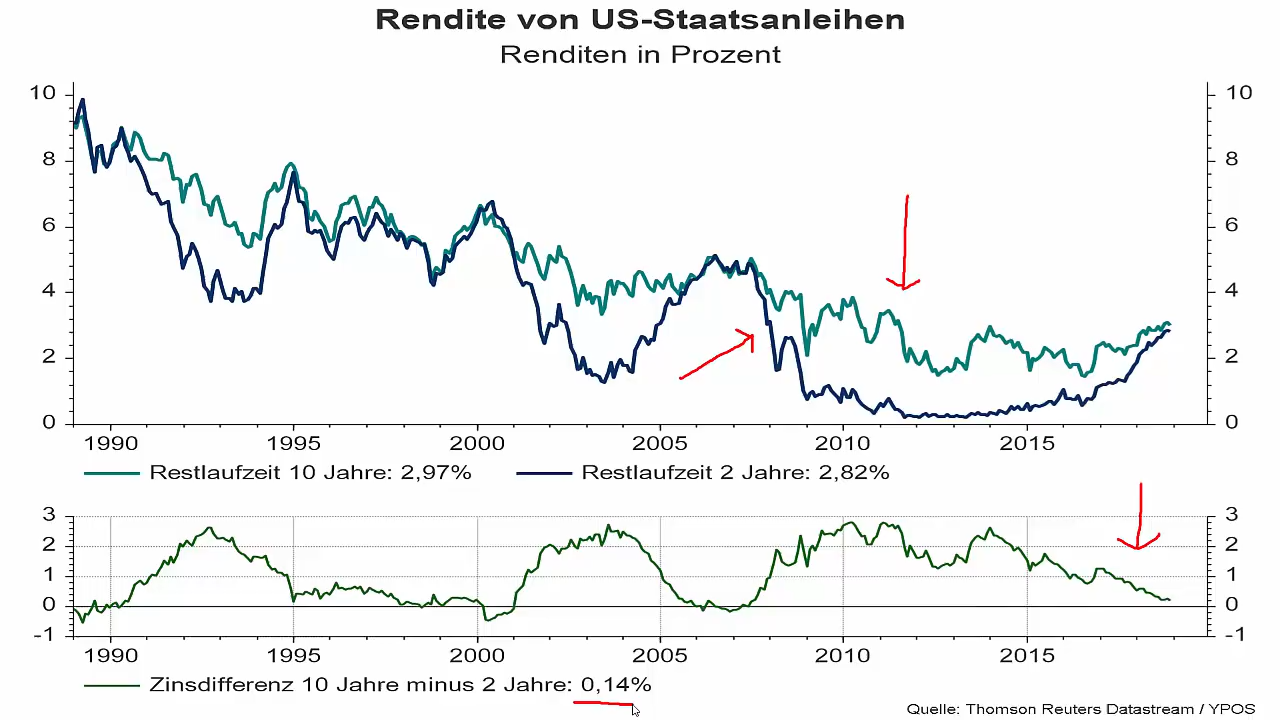 Rendite von US-Staatsanleihen
Renditen in Prozent
10 10
8 8
6 6
4 4
2 2
0 0
1990 1995 2000 2005 2010 2015
Restlaufzeit 10 Jahre: 2,97% Restlaufzeit 2 Jahre: 2,82%
3 3
2 2
1 1
0 0
-1 -1
1990 1995 2000 2005 2010 2015
Zinsdifferenz 10 Jahre minus 2 Jahre: 0,14%
Quelle: Thomson Reuters Datastream / YPOS